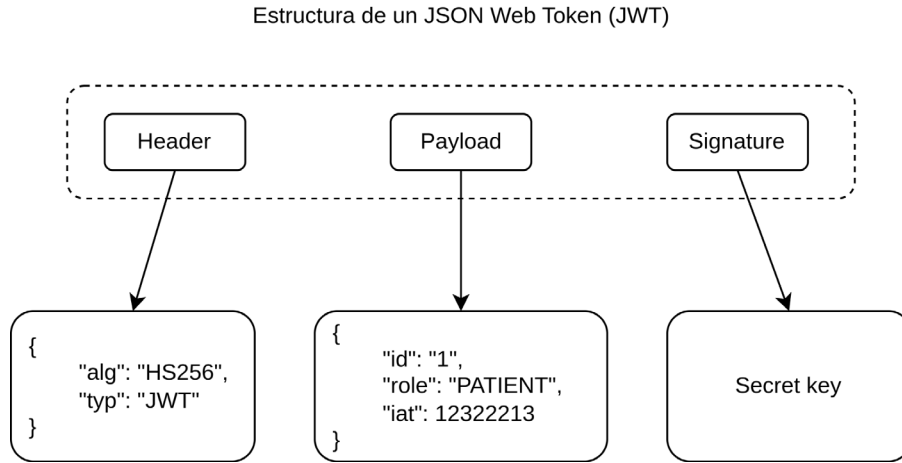 Estructura de un JSON Web Token (JWT)
Header
Payload
Signature
{
"alg": "HS256",
"typ": "JWT"
}
{
"id": "1",
"role": "PATIENT",
"iat": 12322213
}
Secret key